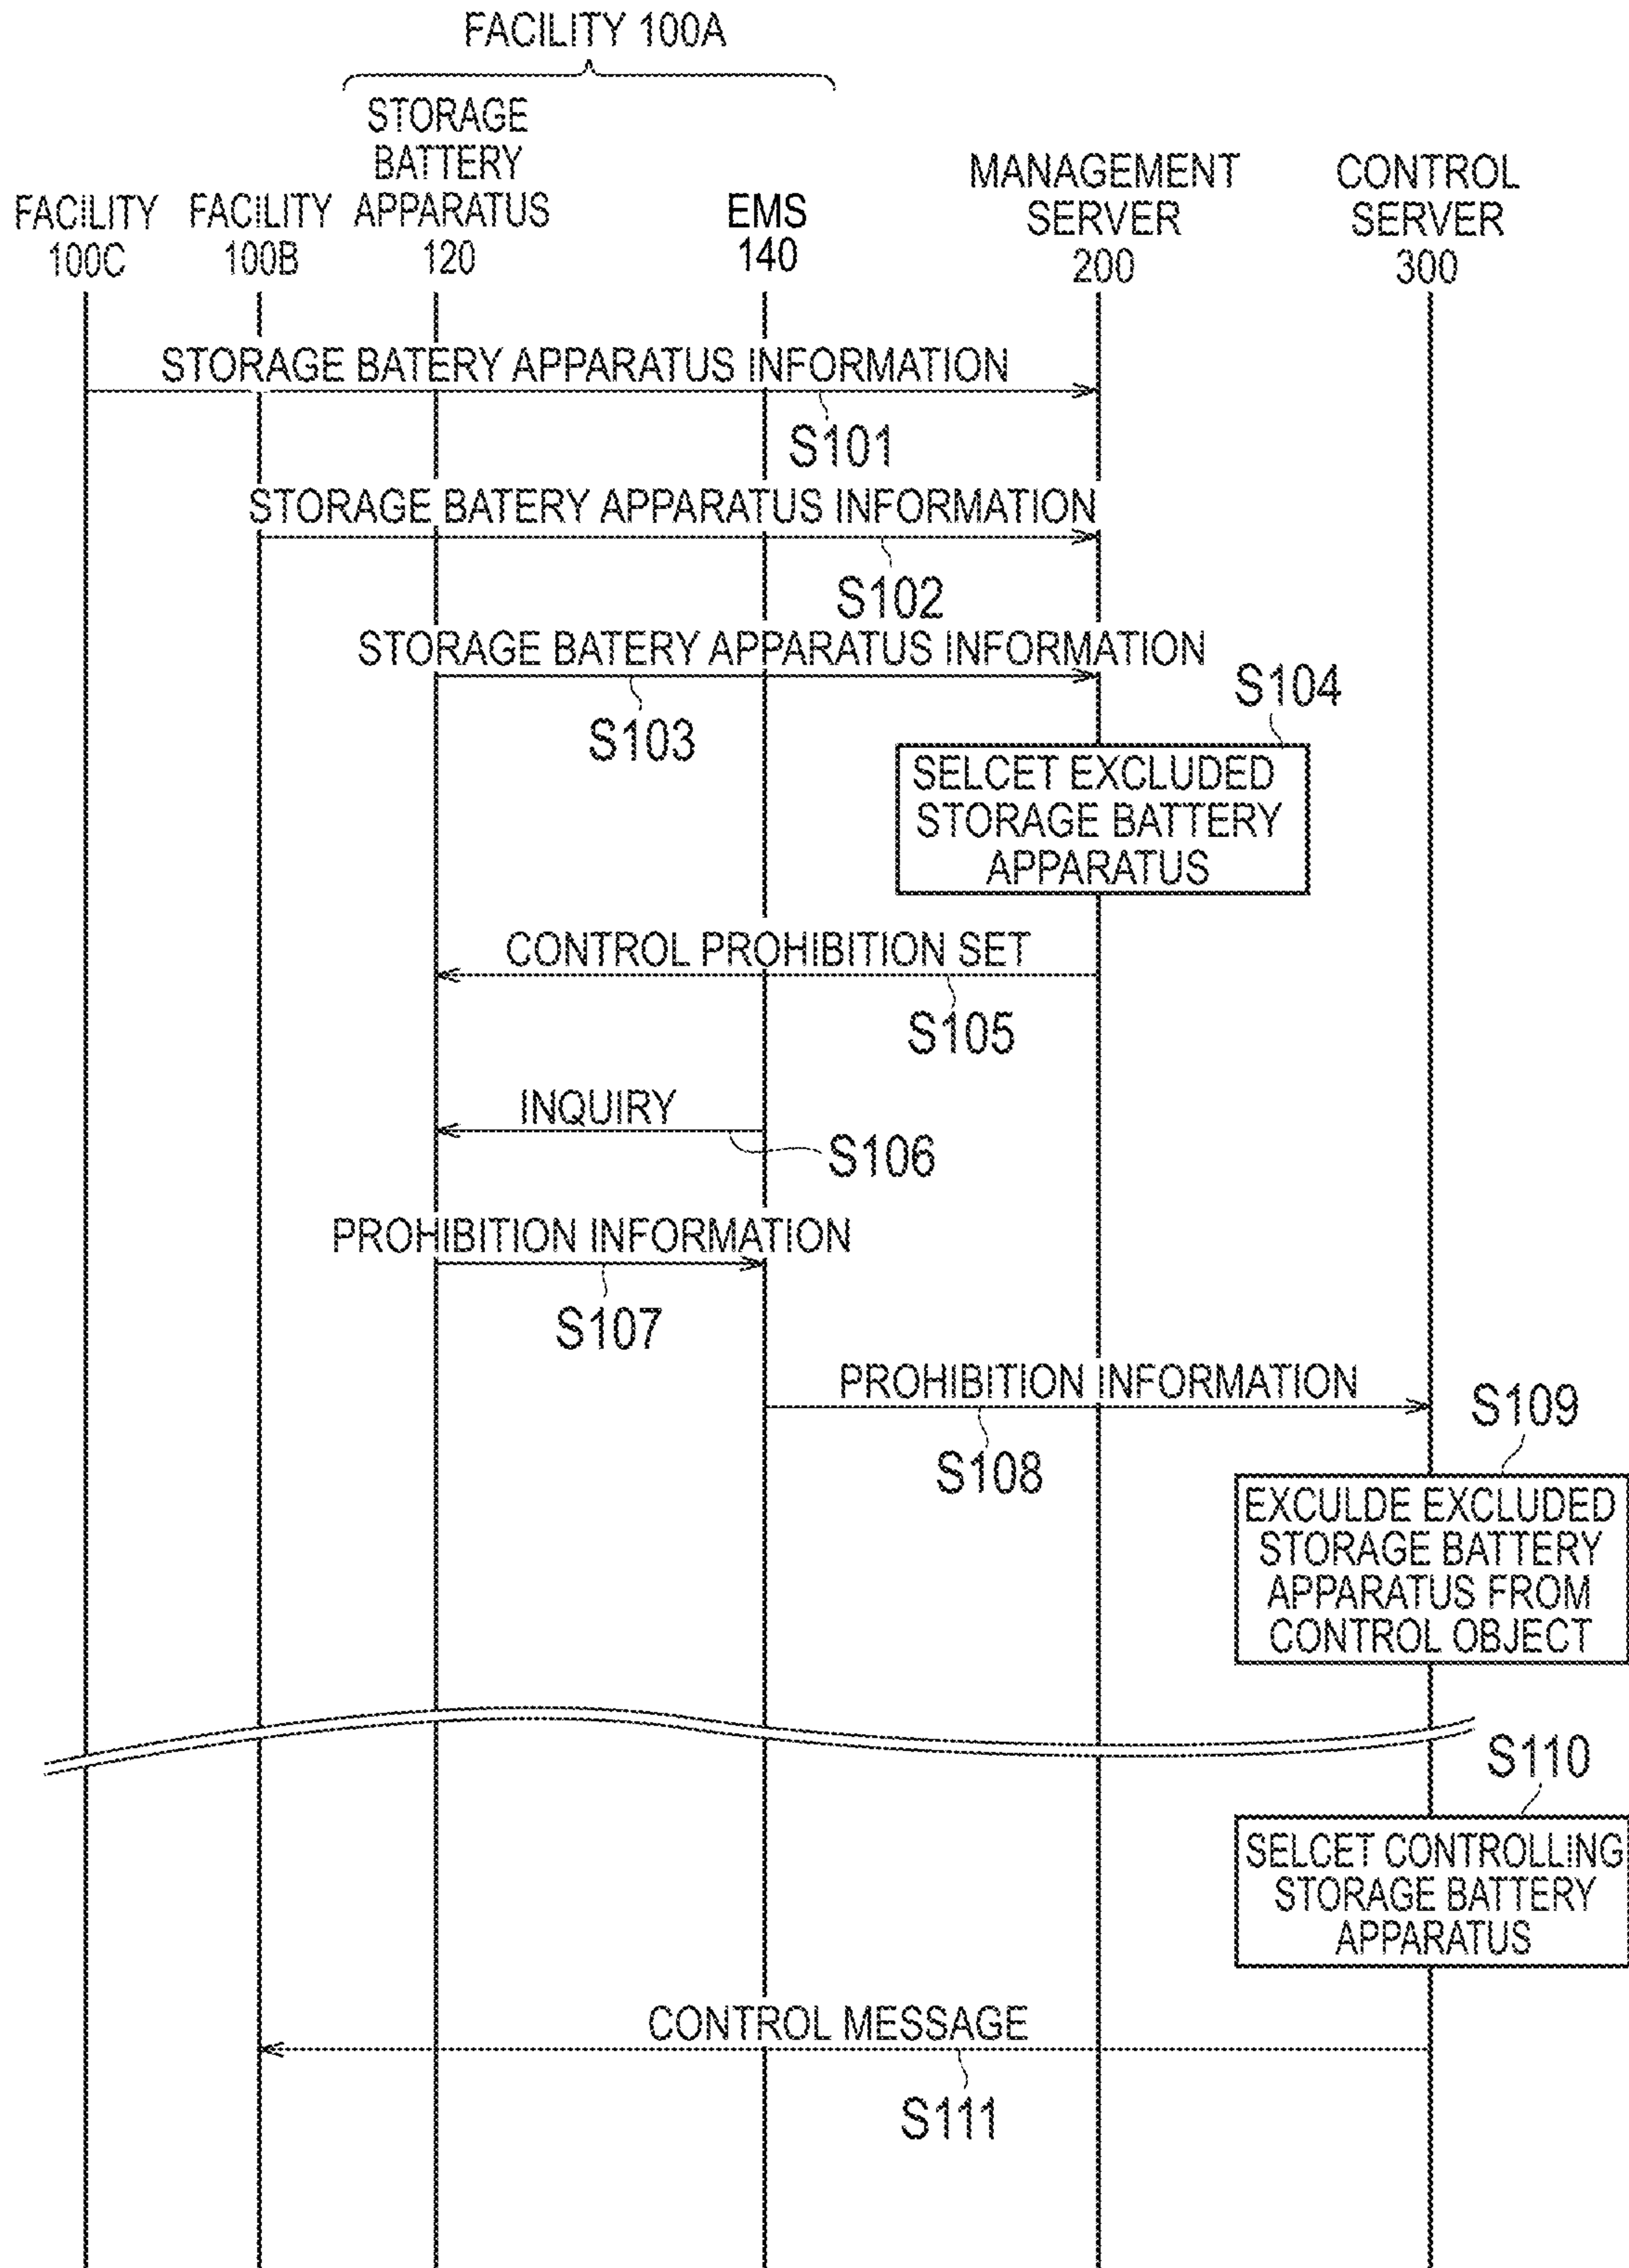 FACILITY 100A
STORAGE
BATTERY
APPARATUS
120
FACILITY
100C
FACILITY
100B
EMS
140
MANAGEMENT
SERVER
200
CONTROL
SERVER
300
STORAGE BATERY APPARATUS INFORMATION
S101
STORAGE BATERY APPARATUS INFORMATION
S102
STORAGE BATERY APPARATUS INFORMATION
S103
S104
SELCET EXCLUDED
STORAGE BATTERY
APPARATUS
CONTROL PROHIBITION SET
S105
INQUIRY
S106
PROHIBITION INFORMATION
S107
PROHIBITION INFORMATION
S108
S109
EXCULDE EXCLUDED
STORAGE BATTERY
APPARATUS FROM
CONTROL OBJECT
S110
SELCET CONTROLLING
STORAGE BATTERY
APPARATUS
CONTROL MESSAGE
S111